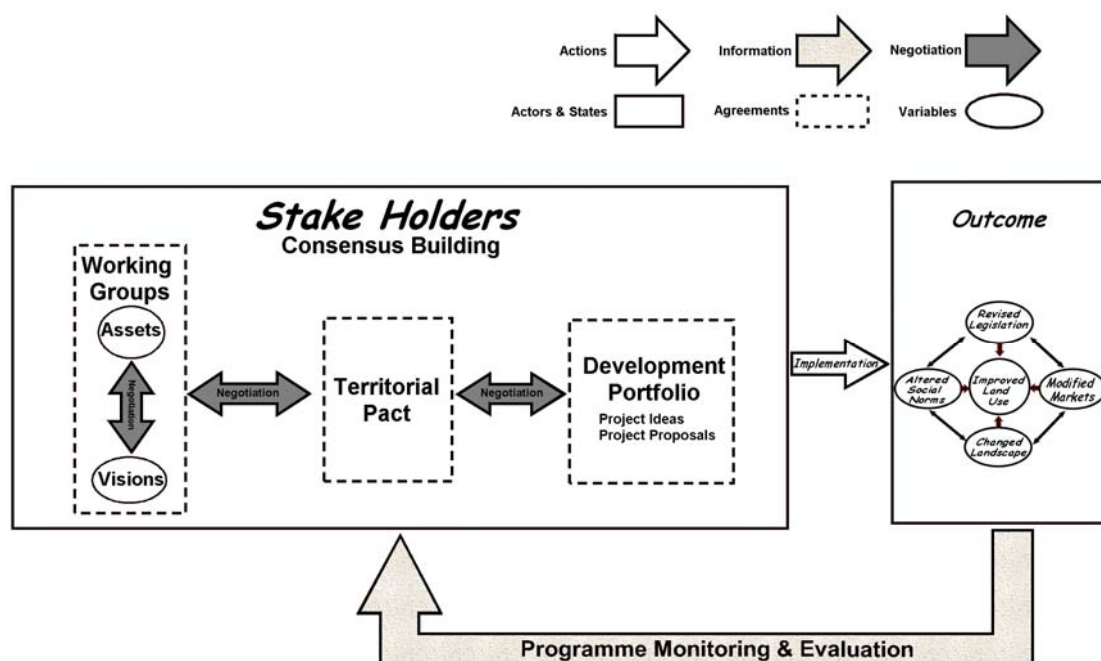 Actions
Information
Negotiation
Actors & States
Agreements
Variables
Stake Holders
Consensus Building
Working
Groups
Assets
Negotiation
Visions
Negotiation
Territorial
Pact
Negotiation
Development
Portfolio
Project Ideas
Project Proposals
Implementation
Outcome
Revised
Legislation
Altered
Social
Norms
Improved
Land
Use
Modified
Markets
Changed
Landscape
Programme Monitoring & Evaluation